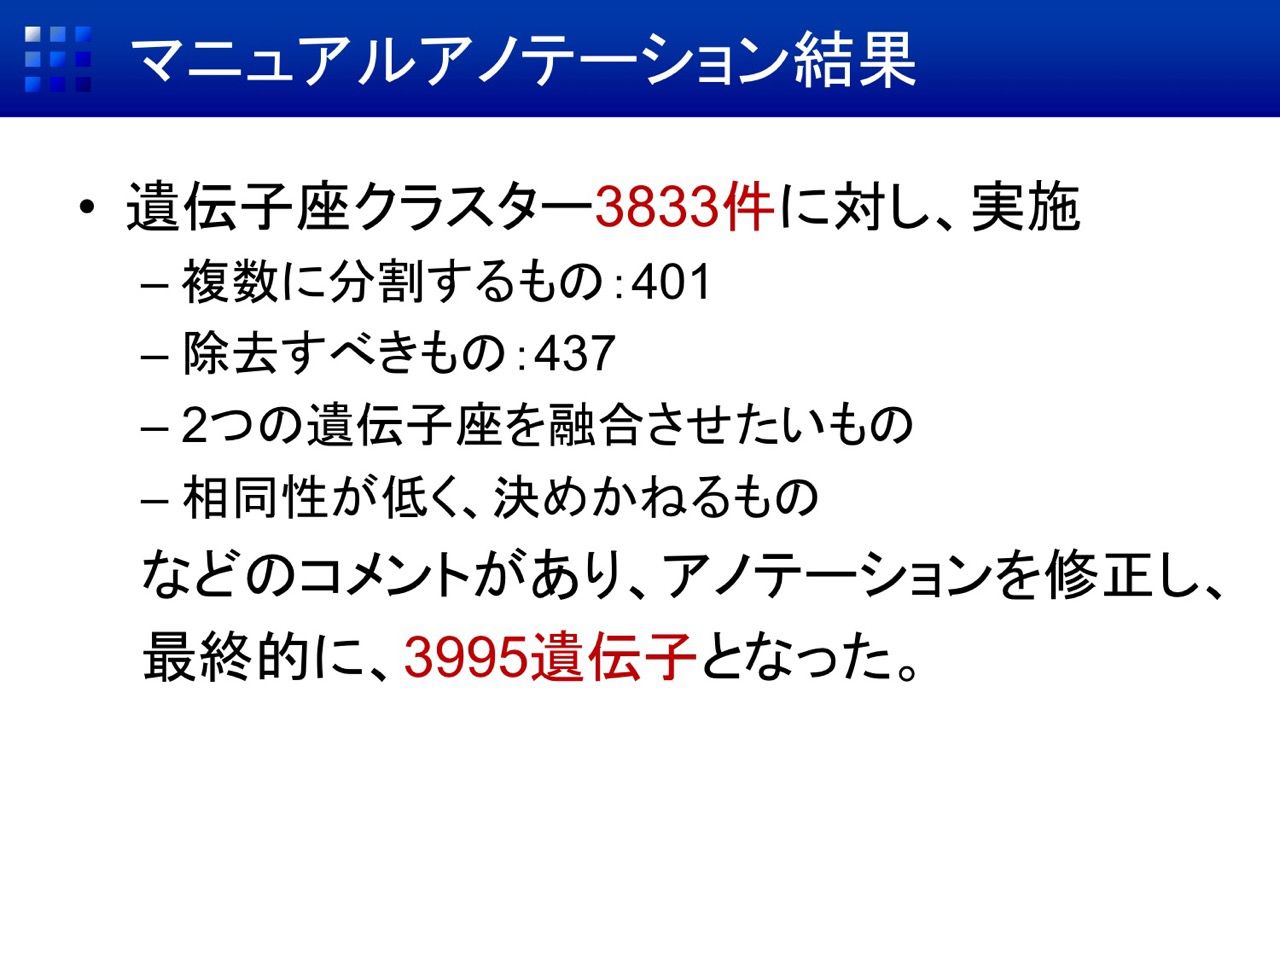 マニュアルアノテーション結果
• 遺伝子座クラスター3833件に対し、実施
– 複数に分割するもの：401
– 除去すべきもの：437
– 2つの遺伝子座を融合させたいもの
– 相同性が低く、決めかねるもの
などのコメントがあり、アノテーションを修正し、
最終的に、3995遺伝子となった。